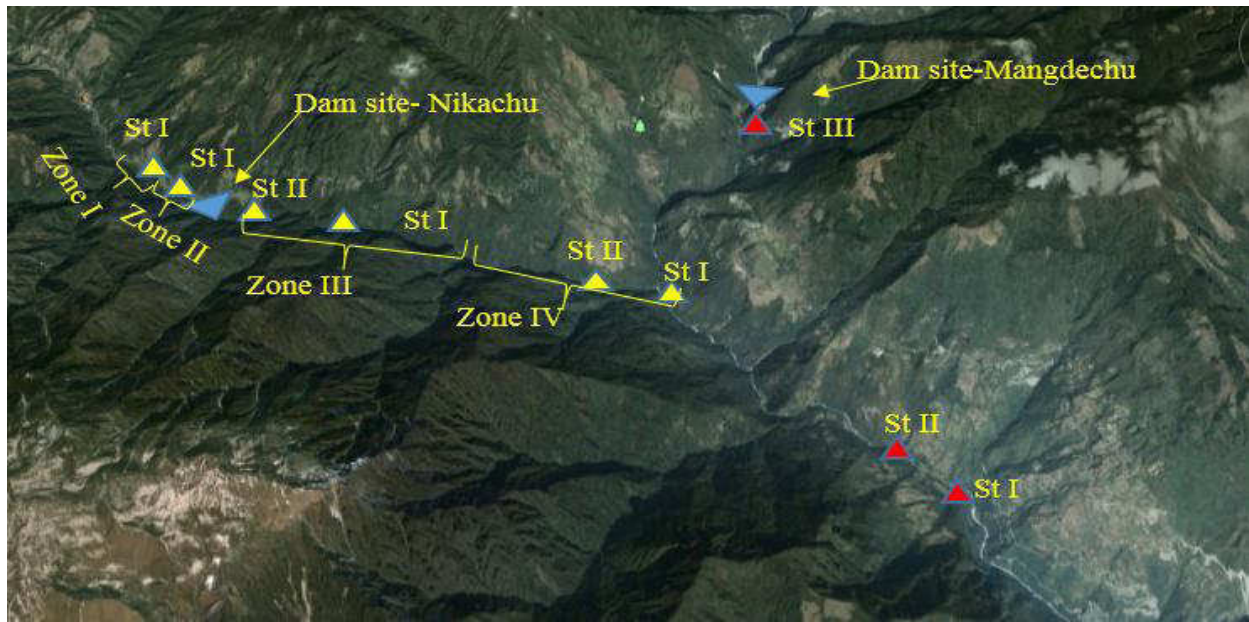 Dam site-Mangdechu
Dam site- Nikachu
St III
St I
St I
St II
Zone I
Zone II
St I
Zone III
St II
St I
Zone IV
St II
St I